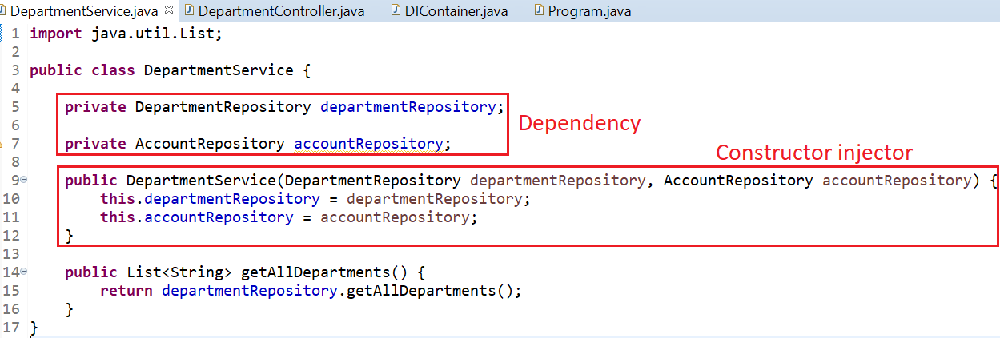 DepartmentService.java DepartmentController.java DIContainer.java Program.java
1 import java.util.List;
2
3 public class DepartmentService {
4
5 private DepartmentRepository departmentRepository;
6
Dependency
7 private AccountRepository accountRepository;
8
Constructor injector
9 public DepartmentService(DepartmentRepository departmentRepository, AccountRepository accountRepository) {
10 this.departmentRepository = departmentRepository;
11 this.accountRepository = accountRepository;
12 }
13
14 public List<String> getAllDepartments() {
15 return departmentRepository.getAllDepartments();
16 }
17 }